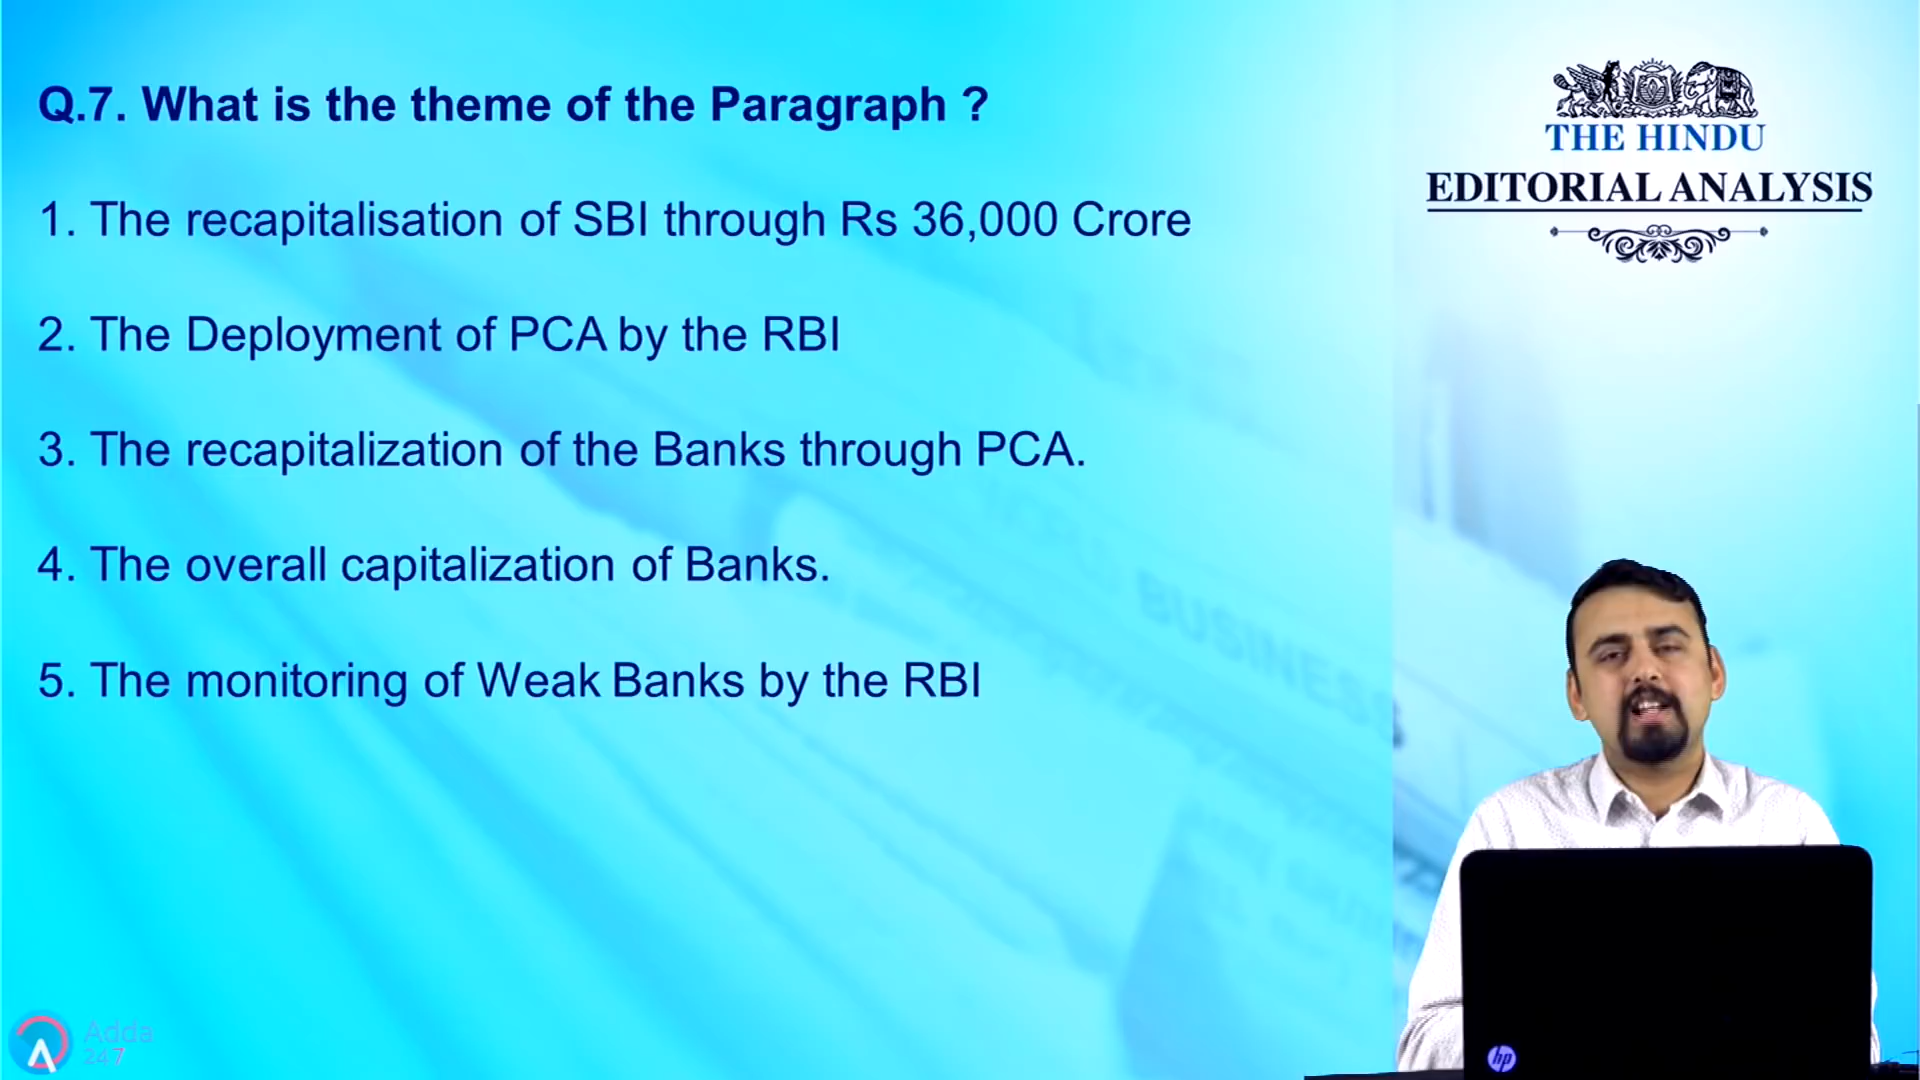 Q.7. What is the theme of the Paragraph ?
THE HINDU
EDITORIAL ANALYSIS
1. The recapitalisation of SBI through Rs 36,000 Crore
2. The Deployment of PCA by the RBI
3. The recapitalization of the Banks through PCA.
4. The overall capitalization of Banks.
5. The monitoring of Weak Banks by the RBI
BUSINESS
hp
Adda
247